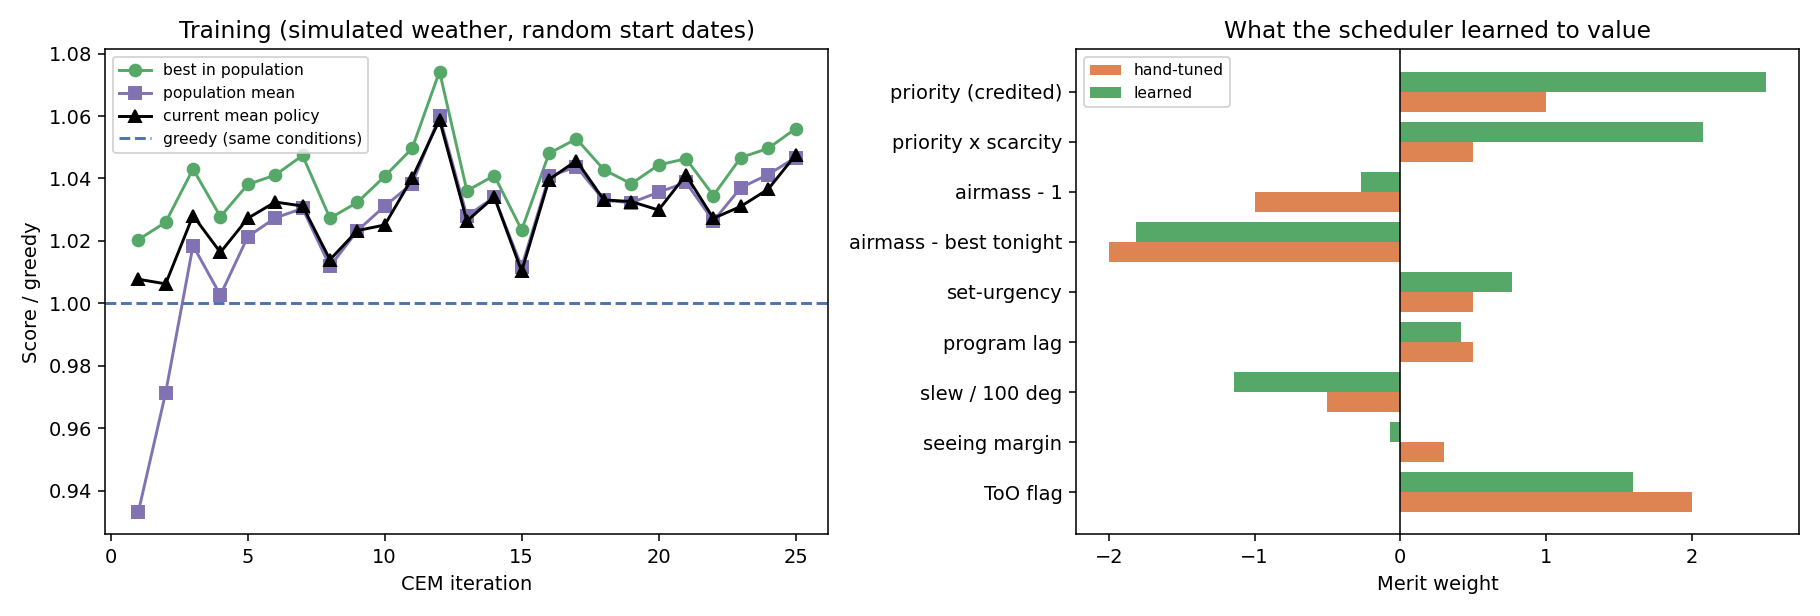 Training (simulated weather, random start dates)
1.08
1.06
1.04
1.02
1.00
0.98
0.96
0.94
Score / greedy
best in population
population mean
current mean policy
greedy (same conditions)
0
5
10
15
20
25
CEM iteration
What the scheduler learned to value
hand-tuned
learned
priority (credited)
priority x scarcity
airmass - 1
airmass - best tonight
set-urgency
program lag
slew / 100 deg
seeing margin
ToO flag
−2
−1
0
1
2
Merit weight